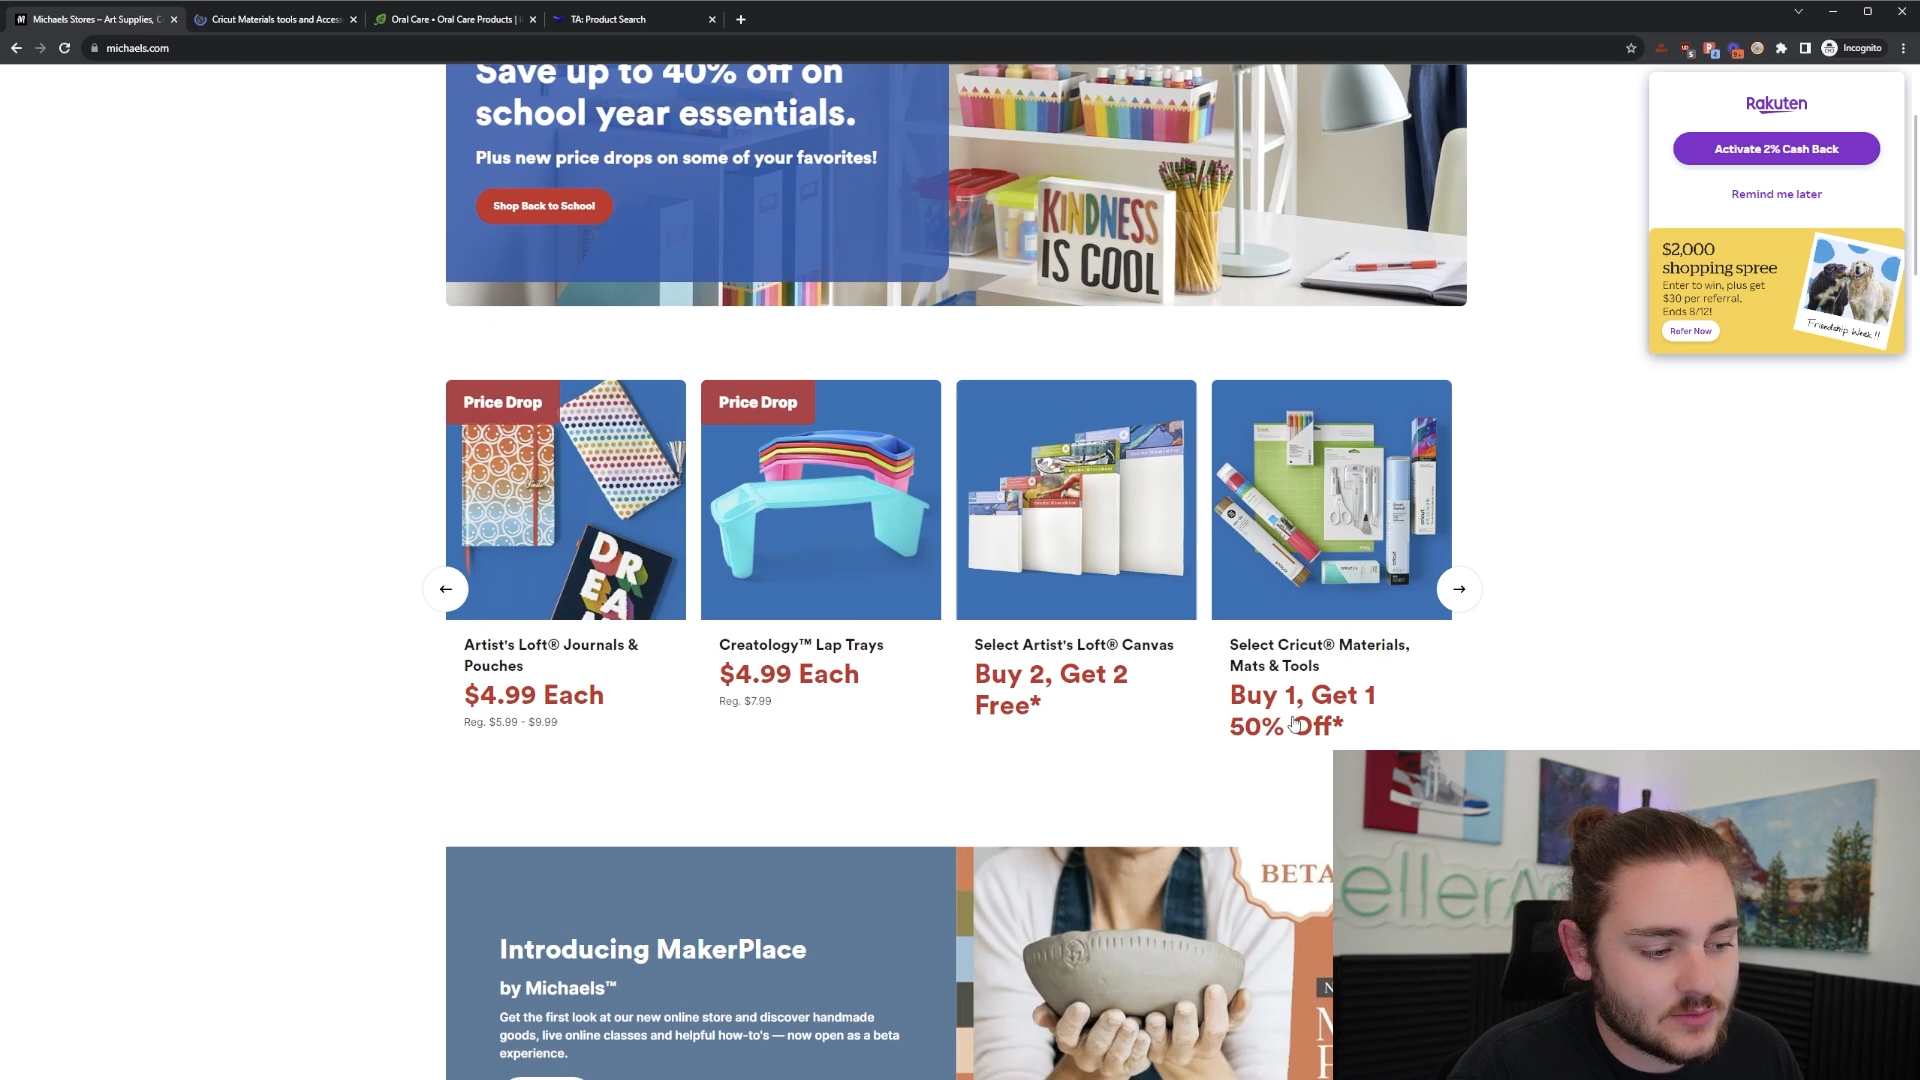 Michaels Stores – Art Supplies, C
Cricut Materials tools and Access
Oral Care • Oral Care Products |
TA: Product Search
michaels.com
Incognito
Save up to 40% off on
school year essentials.
Plus new price drops on some of your favorites!
Shop Back to School
KINDNESS
IS COOL
Rakuten
Activate 2% Cash Back
Remind me later
$2,000
shopping spree
Enter to win, plus get
$30 per referral.
Ends 8/12!
Refer Now
Friendship Week!!
Price Drop
DREA
Artist's Loft® Journals &
Pouches
$4.99 Each
Reg. $5.99 - $9.99
Price Drop
Creatology™ Lap Trays
$4.99 Each
Reg. $7.99
Select Artist's Loft® Canvas
Buy 2, Get 2
Free*
Select Cricut® Materials,
Mats & Tools
Buy 1, Get 1
50% Off*
Introducing MakerPlace
by Michaels™
Get the first look at our new online store and discover handmade
goods, live online classes and helpful how-to's — now open as a beta
experience.
BETA
N
M
P
ellerA